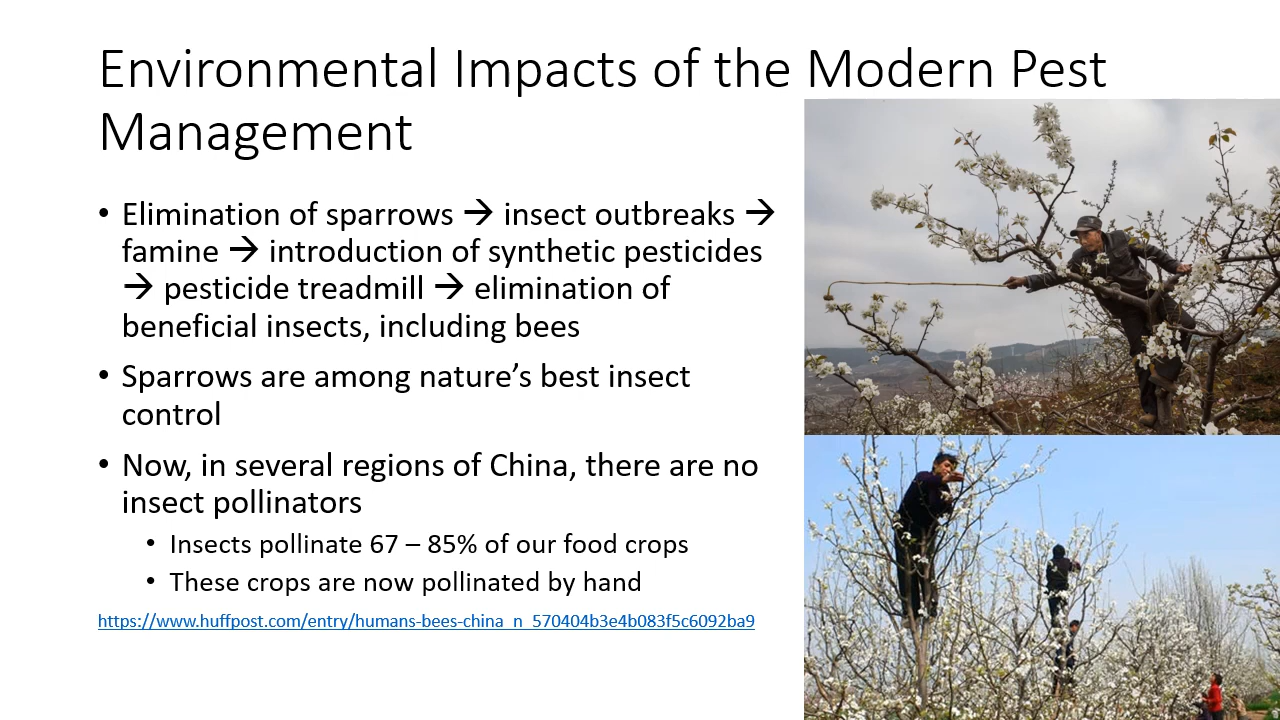 Environmental Impacts of the Modern Pest
Management
• Elimination of sparrows → insect outbreaks →
famine → introduction of synthetic pesticides
→ pesticide treadmill → elimination of
beneficial insects, including bees
• Sparrows are among nature’s best insect
control
• Now, in several regions of China, there are no
insect pollinators
• Insects pollinate 67 – 85% of our food crops
• These crops are now pollinated by hand
https://www.huffpost.com/entry/humans-bees-china_n_570404b3e4b083f5c6092ba9